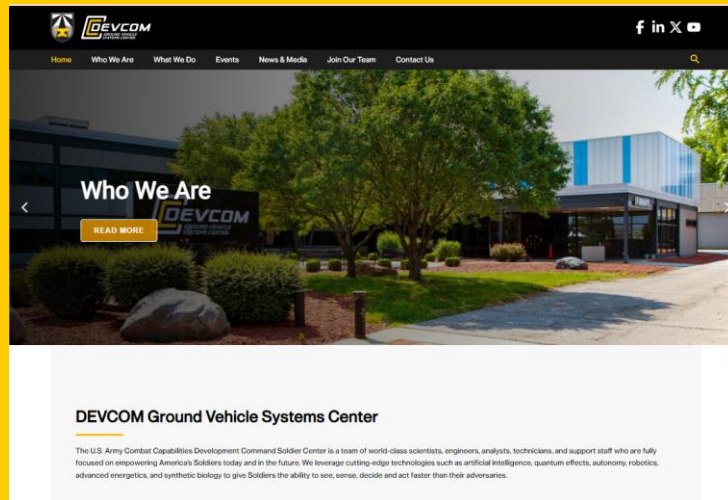 DEVCOM
GROUND VEHICLE
SYSTEMS CENTER
Home Who We Are What We Do Events News & Media Join Our Team Contact Us
Who We Are
READ MORE
DEVCOM
GROUND VEHICLE
SYSTEMS CENTER
DEVCOM Ground Vehicle Systems Center
The U.S. Army Combat Capabilities Development Command Soldier Center is a team of world-class scientists, engineers, analysts, technicians, and support staff who are fully
focused on empowering America's Soldiers today and in the future. We leverage cutting-edge technologies such as artificial intelligence, quantum effects, autonomy, robotics,
advanced energetics, and synthetic biology to give Soldiers the ability to see, sense, decide and act faster than their adversaries.